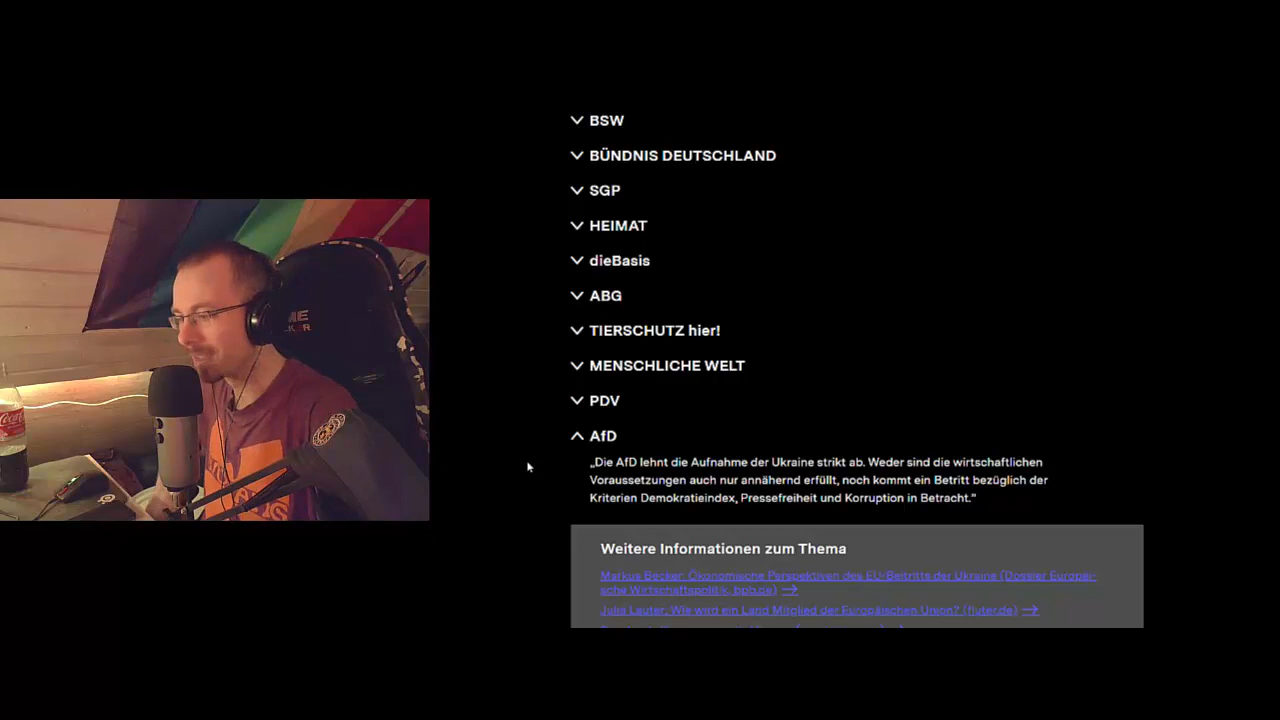 BSW
BÜNDNIS DEUTSCHLAND
SGP
HEIMAT
dieBasis
ABG
TIERSCHUTZ hier!
MENSCHLICHE WELT
PDV
AfD
„Die AfD lehnt die Aufnahme der Ukraine strikt ab. Weder sind die wirtschaftlichen
Voraussetzungen auch nur annähernd erfüllt, noch kommt ein Betritt bezüglich der
Kriterien Demokratieindex, Pressefreiheit und Korruption in Betracht.“
Weitere Informationen zum Thema
Markus Becker: Ökonomische Perspektiven des EU-Beitritts der Ukraine (Dossier Europäi-
sche Wirtschaftspolitik, bpb.de)
Julia Lauter: Wie wird ein Land Mitglied der Europäischen Union? (fluter.de)